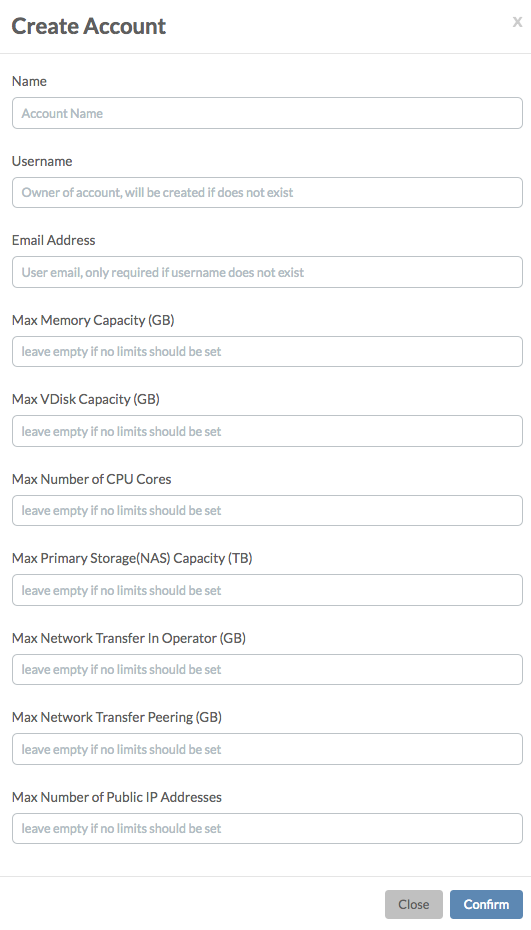 Create Account
x
Name
Account Name
Username
Owner of account, will be created if does not exist
Email Address
User email, only required if username does not exist
Max Memory Capacity (GB)
leave empty if no limits should be set
Max VDisk Capacity (GB)
leave empty if no limits should be set
Max Number of CPU Cores
leave empty if no limits should be set
Max Primary Storage(NAS) Capacity (TB)
leave empty if no limits should be set
Max Network Transfer In Operator (GB)
leave empty if no limits should be set
Max Network Transfer Peering (GB)
leave empty if no limits should be set
Max Number of Public IP Addresses
leave empty if no limits should be set
Close
Confirm